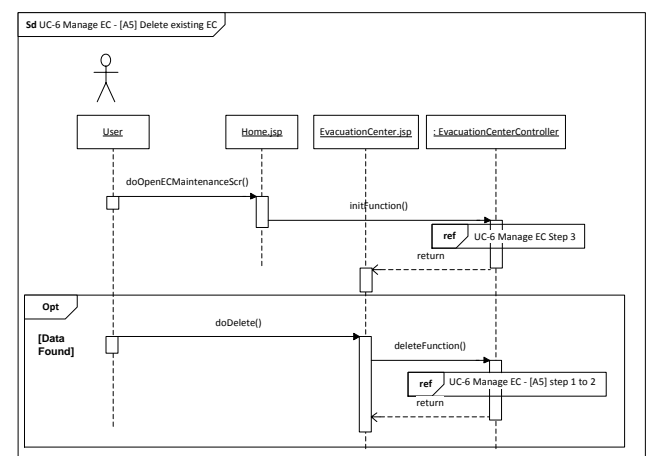 Sd UC-6 Manage EC - [A5] Delete existing EC
User
Home.jsp
EvacuationCenter.jsp
: EvacuationCenterController
doOpenECMaintenanceScr()
initFunction()
ref UC-6 Manage EC Step 3
return
Opt
[Data
Found]
doDelete()
deleteFunction()
ref UC-6 Manage EC - [A5] step 1 to 2
return